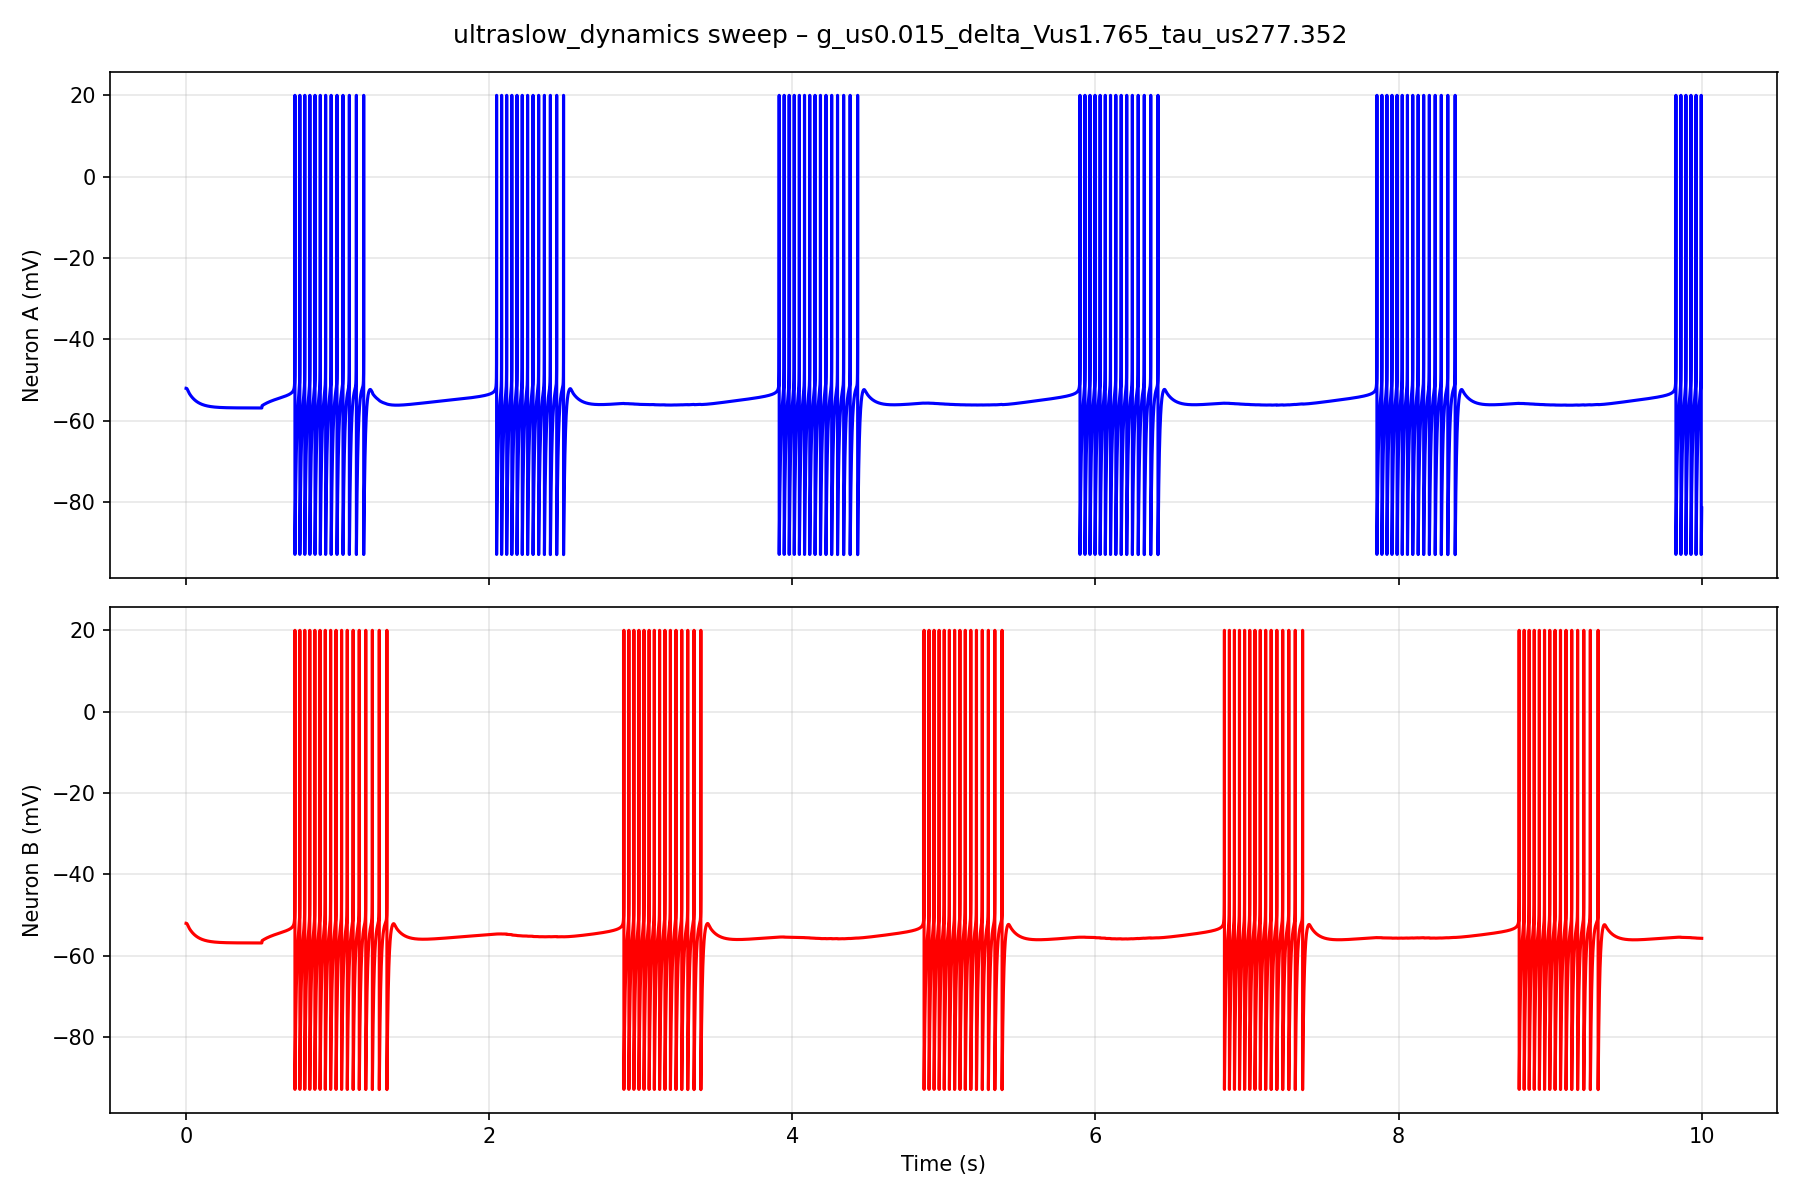 ultraslow_dynamics sweep – g_us0.015_delta_Vus1.765_tau_us277.352
Neuron A (mV)
20
0
−20
−40
−60
−80
Neuron B (mV)
20
0
−20
−40
−60
−80
0 2 4 6 8 10
Time (s)